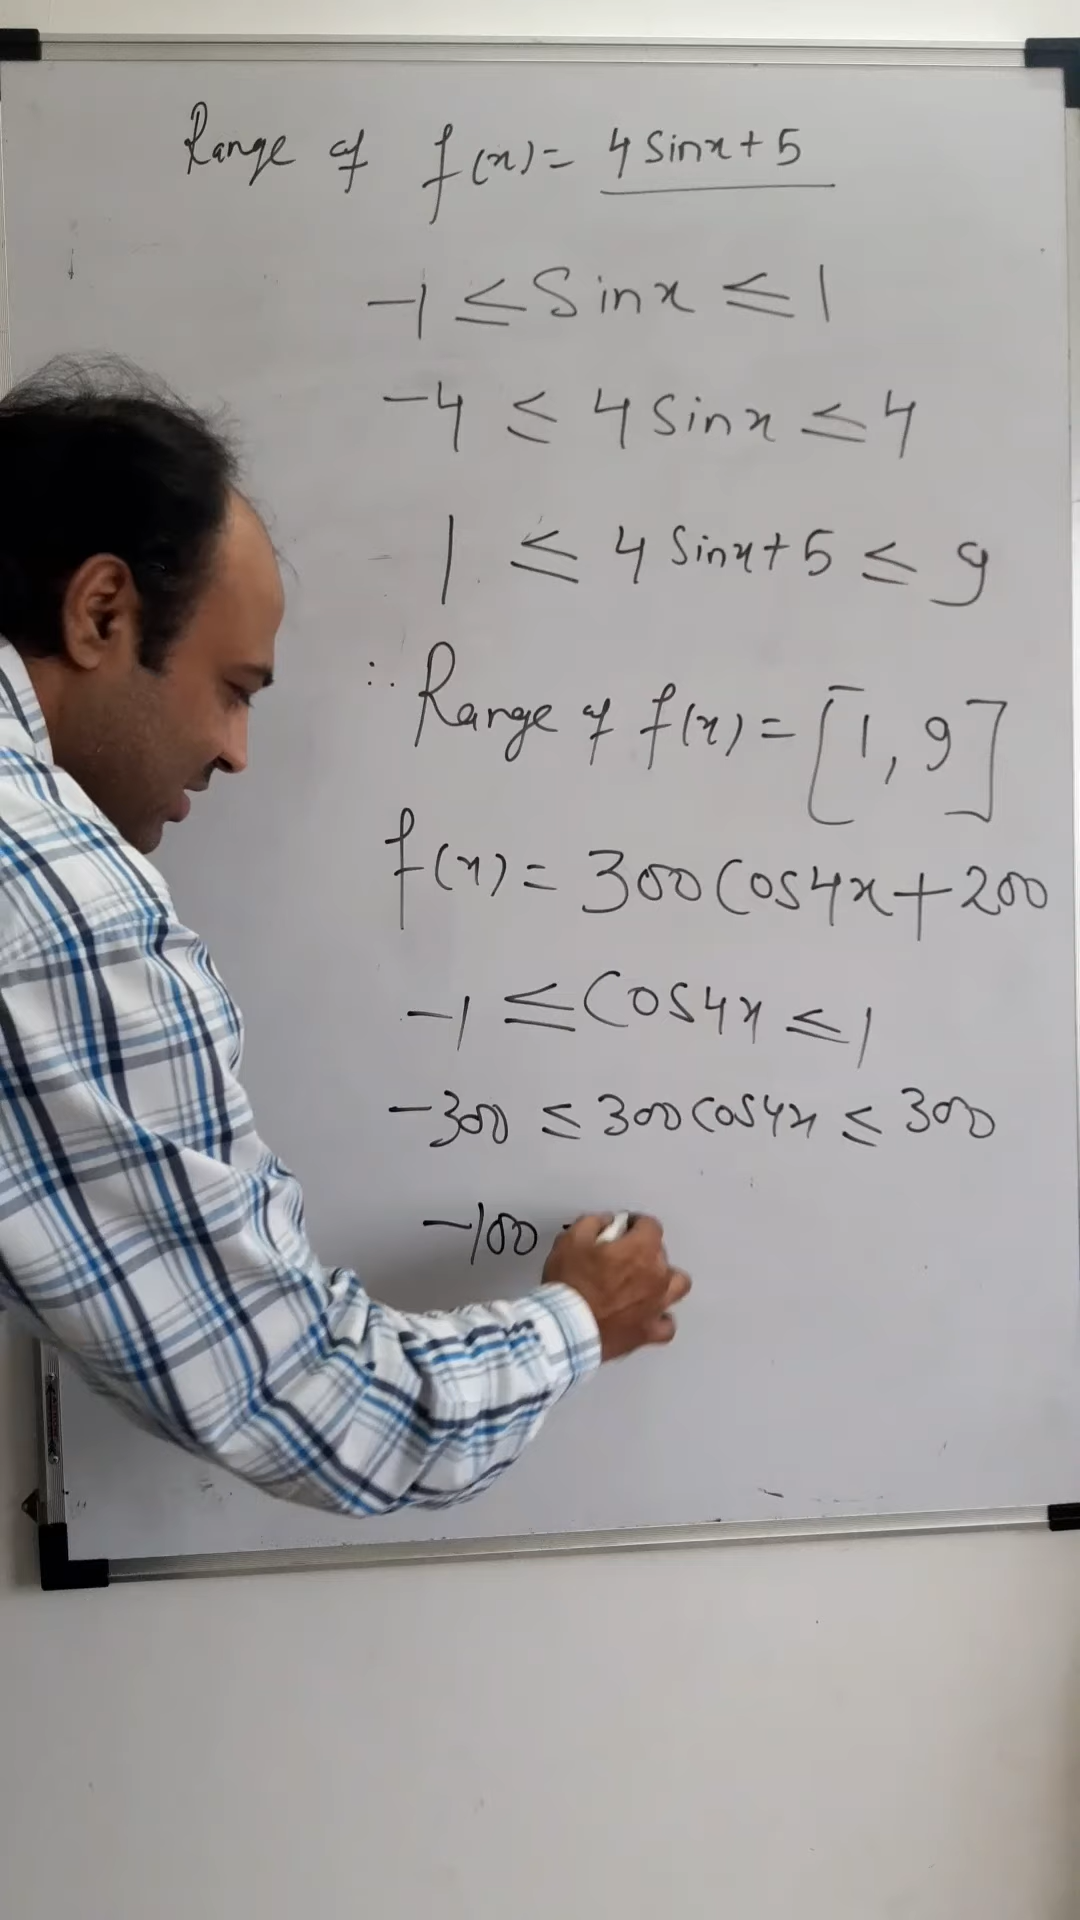 Range of f(x) = 4 sinx + 5
-1 ≤ Sinx ≤ 1
-4 ≤ 4 Sinx ≤ 4
1 ≤ 4 Sinx + 5 ≤ 9
∴ Range of f(x) = [1, 9]
f(x) = 300 Cos4x + 200
-1 ≤ Cos4x ≤ 1
-300 ≤ 300 cos4x ≤ 300
-100